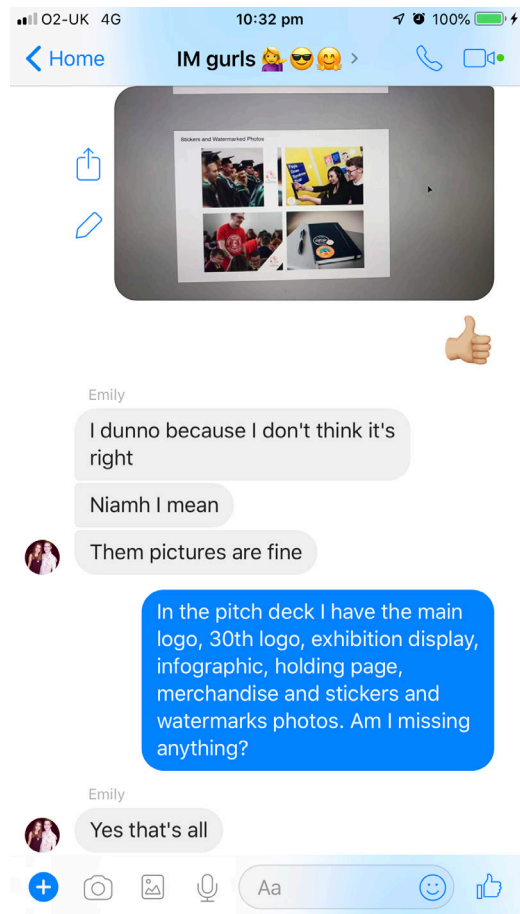 O2-UK 4G 10:32 pm 100%
Home IM gurls 💁‍♀️😎🤗
Stickers and Watermarked Photos
Emily
I dunno because I don't think it's
right
Niamh I mean
Them pictures are fine
In the pitch deck I have the main
logo, 30th logo, exhibition display,
infographic, holding page,
merchandise and stickers and
watermarks photos. Am I missing
anything?
Emily
Yes that's all
Aa